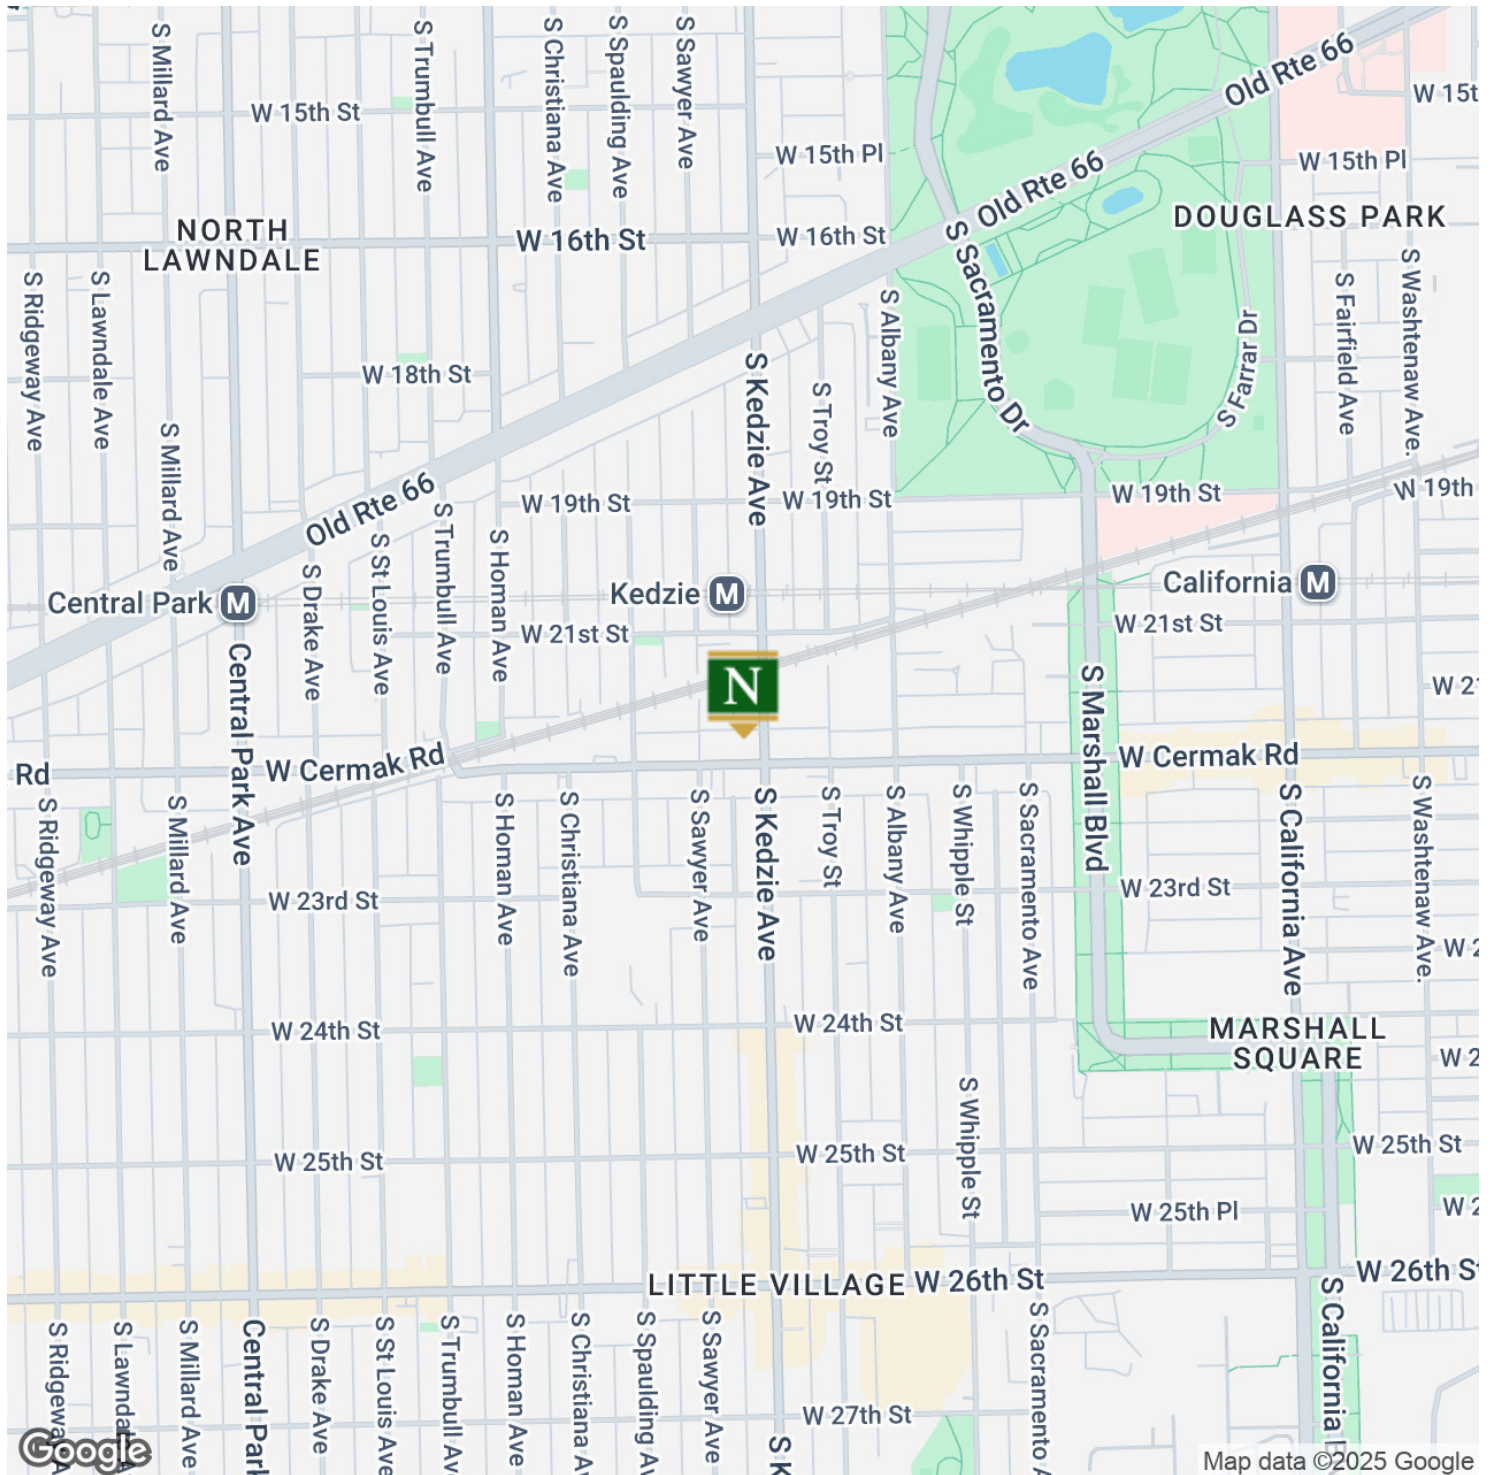 S Millard Ave
S Trumbull Ave
S Christiana Ave
S Spaulding Ave
S Sawyer Ave
Old Rte 66
W 15th St
W 15t
W 15th Pl
W 15th Pl
Old Rte 66
NORTH
LAWNDALE
W 16th St
W 16th St
DOUGLASS PARK
S Sacramento Dr
S Ridgeway Ave
S Lawndale Ave
S Albany Ave
S Fairfield Ave
S Washtenaw Ave.
S Farrar Dr
W 18th St
S Kedzie Ave
S Troy St
S Millard Ave
Old Rte 66
W 19th St
W 19th St
W 19th St
W 19th
S Trumbull Ave
S Homan Ave
S St Louis Ave
S Drake Ave
Central Park
M
Kedzie
M
California
M
W 21st St
W 21st St
Central Park Ave
N
S Marshall Blvd
W 21
Rd
W Cermak Rd
W Cermak Rd
S Ridgeway Ave
S Millard Ave
S Homan Ave
S Christiana Ave
S Sawyer Ave
S Kedzie Ave
S Troy St
S Albany Ave
S Whipple St
S Sacramento Ave
S California Ave
S Washtenaw Ave.
W 23rd St
W 23rd St
W 2
W 24th St
W 24th St
MARSHALL
SQUARE
W 2
S Whipple St
W 25th St
W 25th St
W 25th St
W 25th Pl
W 2
LITTLE VILLAGE
W 26th St
W 26th St
S Ridgeway
S Lawndale A
S Millard Ave
Central Park
S Drake Ave
S St Louis Ave
S Trumbull Av
S Homan Ave
S Christiana A
S Spaulding Av
S Sawyer Ave
S K
S Sacramento A
S California B
W 27th St
Google
Map data ©2025 Google